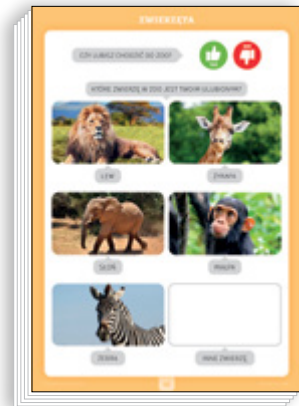 ZWIERZĘTA
CZY LUBISZ CHODZIĆ DO ZOO?
KTÓRE ZWIERZĘ W ZOO JEST TWOIM ULUBIONYM?
LEW
ŻYRAFA
SŁOŃ
MAŁPA
ZEBRA
INNE ZWIERZĘ